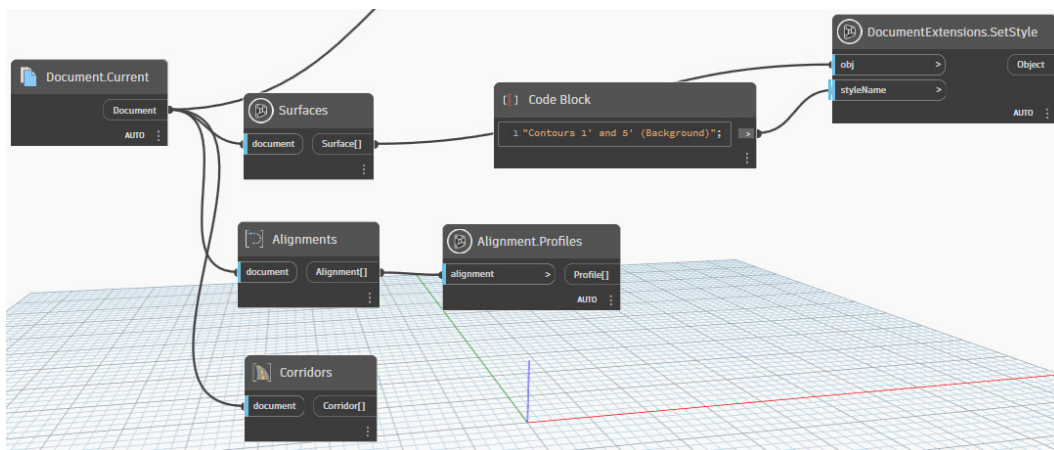 Document.Current
Document
AUTO
Surfaces
document Surface[]
Code Block
[!] 
1 "Contours 1' and 5' (Background)"; >
DocumentExtensions.SetStyle
obj > Object
styleName >
AUTO
Alignments
document Alignment[]
Alignment.Profiles
alignment > Profile[]
AUTO
Corridors
document Corridor[]